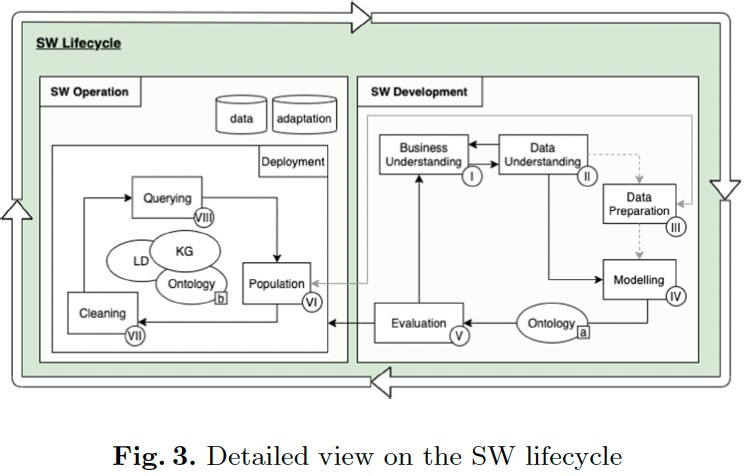 SW Lifecycle
SW Operation
data
adaptation
Deployment
Querying
VIII
LD
KG
Ontology
b
Population
VI
Cleaning
VII
SW Development
Business
Understanding
I
Data
Understanding
II
Data
Preparation
III
Modelling
IV
Evaluation
V
Ontology
a
Fig. 3. Detailed view on the SW lifecycle